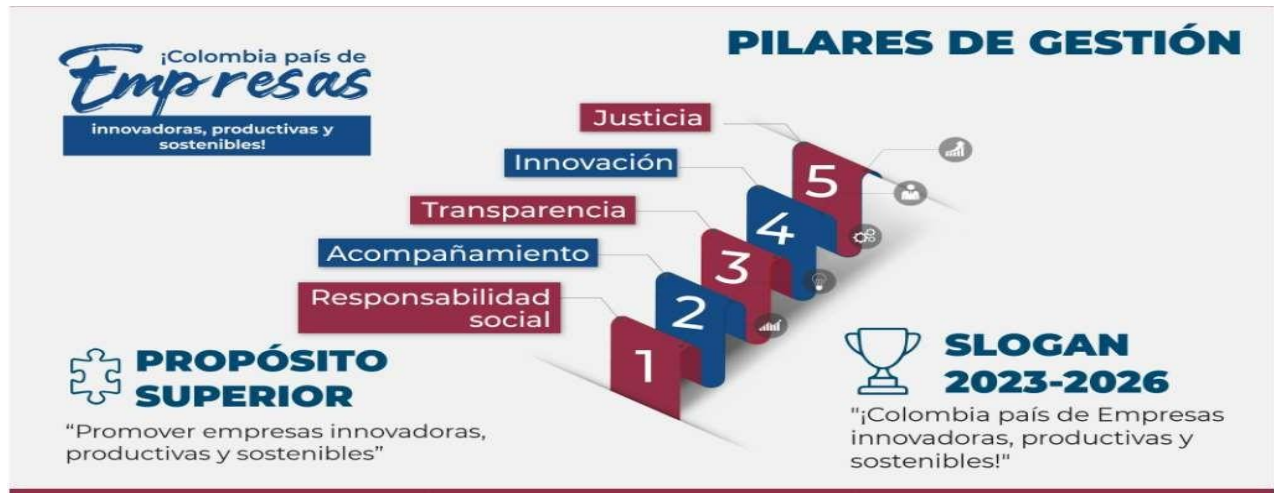 ¡Colombia país de
Empresas
innovadoras, productivas y
sostenibles!
PILARES DE GESTIÓN
Justicia
5
Innovación
4
Transparencia
3
Acompañamiento
2
Responsabilidad
social
1
PROPÓSITO
SUPERIOR
“Promover empresas innovadoras,
productivas y sostenibles”
SLOGAN
2023-2026
"¡Colombia país de Empresas
innovadoras, productivas y
sostenibles!"